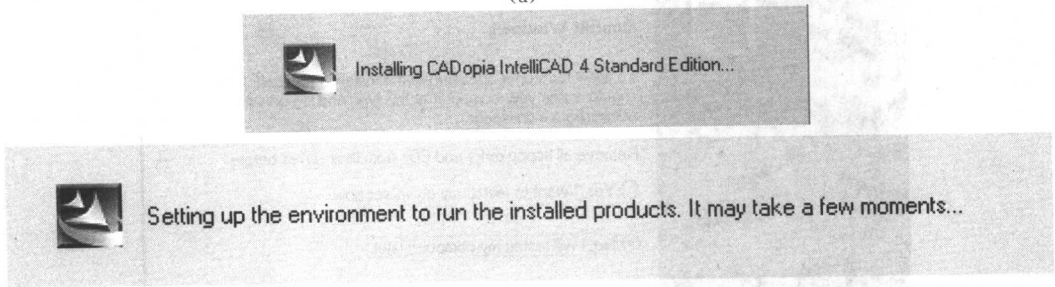 Installing CADopia IntelliCAD 4 Standard Edition...
Setting up the environment to run the installed products. It may take a few moments...